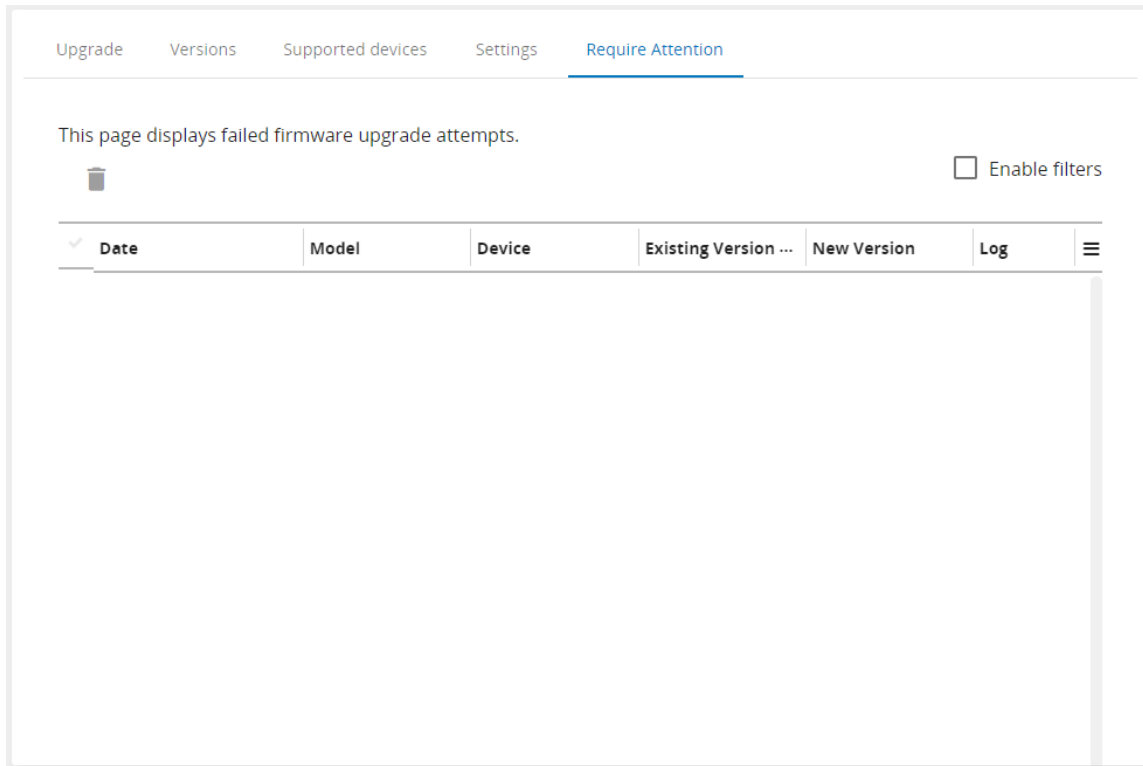 Upgrade Versions Supported devices Settings Require Attention
This page displays failed firmware upgrade attempts.
Enable filters
Date Model Device Existing Version ... New Version Log